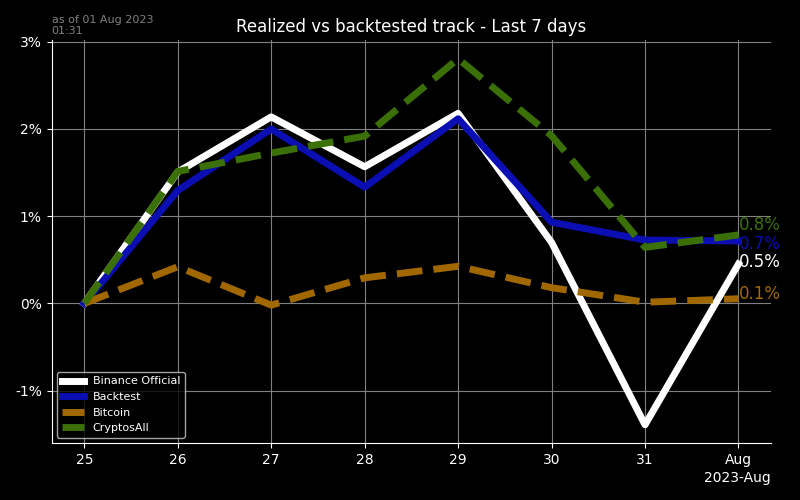 as of 01 Aug 2023
01:31
Realized vs backtested track - Last 7 days
3%
2%
1%
0%
-1%
0.8%
0.7%
0.5%
0.1%
Binance Official
Backtest
Bitcoin
CryptosAll
25 26 27 28 29 30 31 Aug
2023-Aug